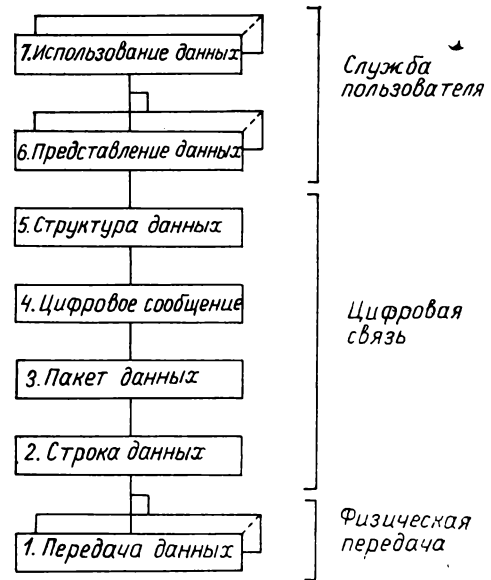 7.Использование данных
Служба
пользователя
6.Представление данных
5.Структура данных
4.Цифровое сообщение
Цифровая
связь
3.Пакет данных
2.Строка данных
1.Передача данных
Физическая
передача